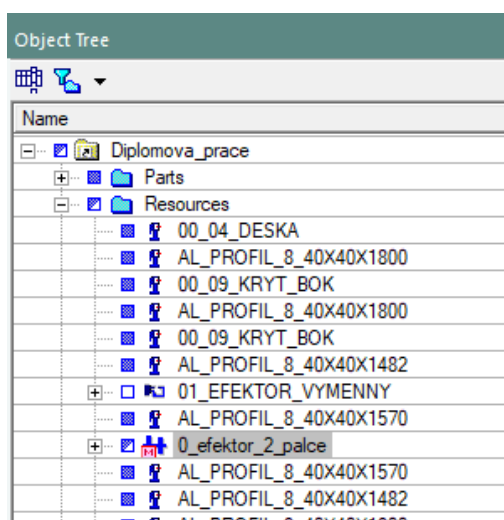 Object Tree
Name
Diplomova_prace
Parts
Resources
00_04_DESKA
AL_PROFIL_8_40X40X1800
00_09_KRYT_BOK
AL_PROFIL_8_40X40X1800
00_09_KRYT_BOK
AL_PROFIL_8_40X40X1482
01_EFEKTOR_VYMENNY
AL_PROFIL_8_40X40X1570
0_efektor_2_palce
AL_PROFIL_8_40X40X1570
AL_PROFIL_8_40X40X1482